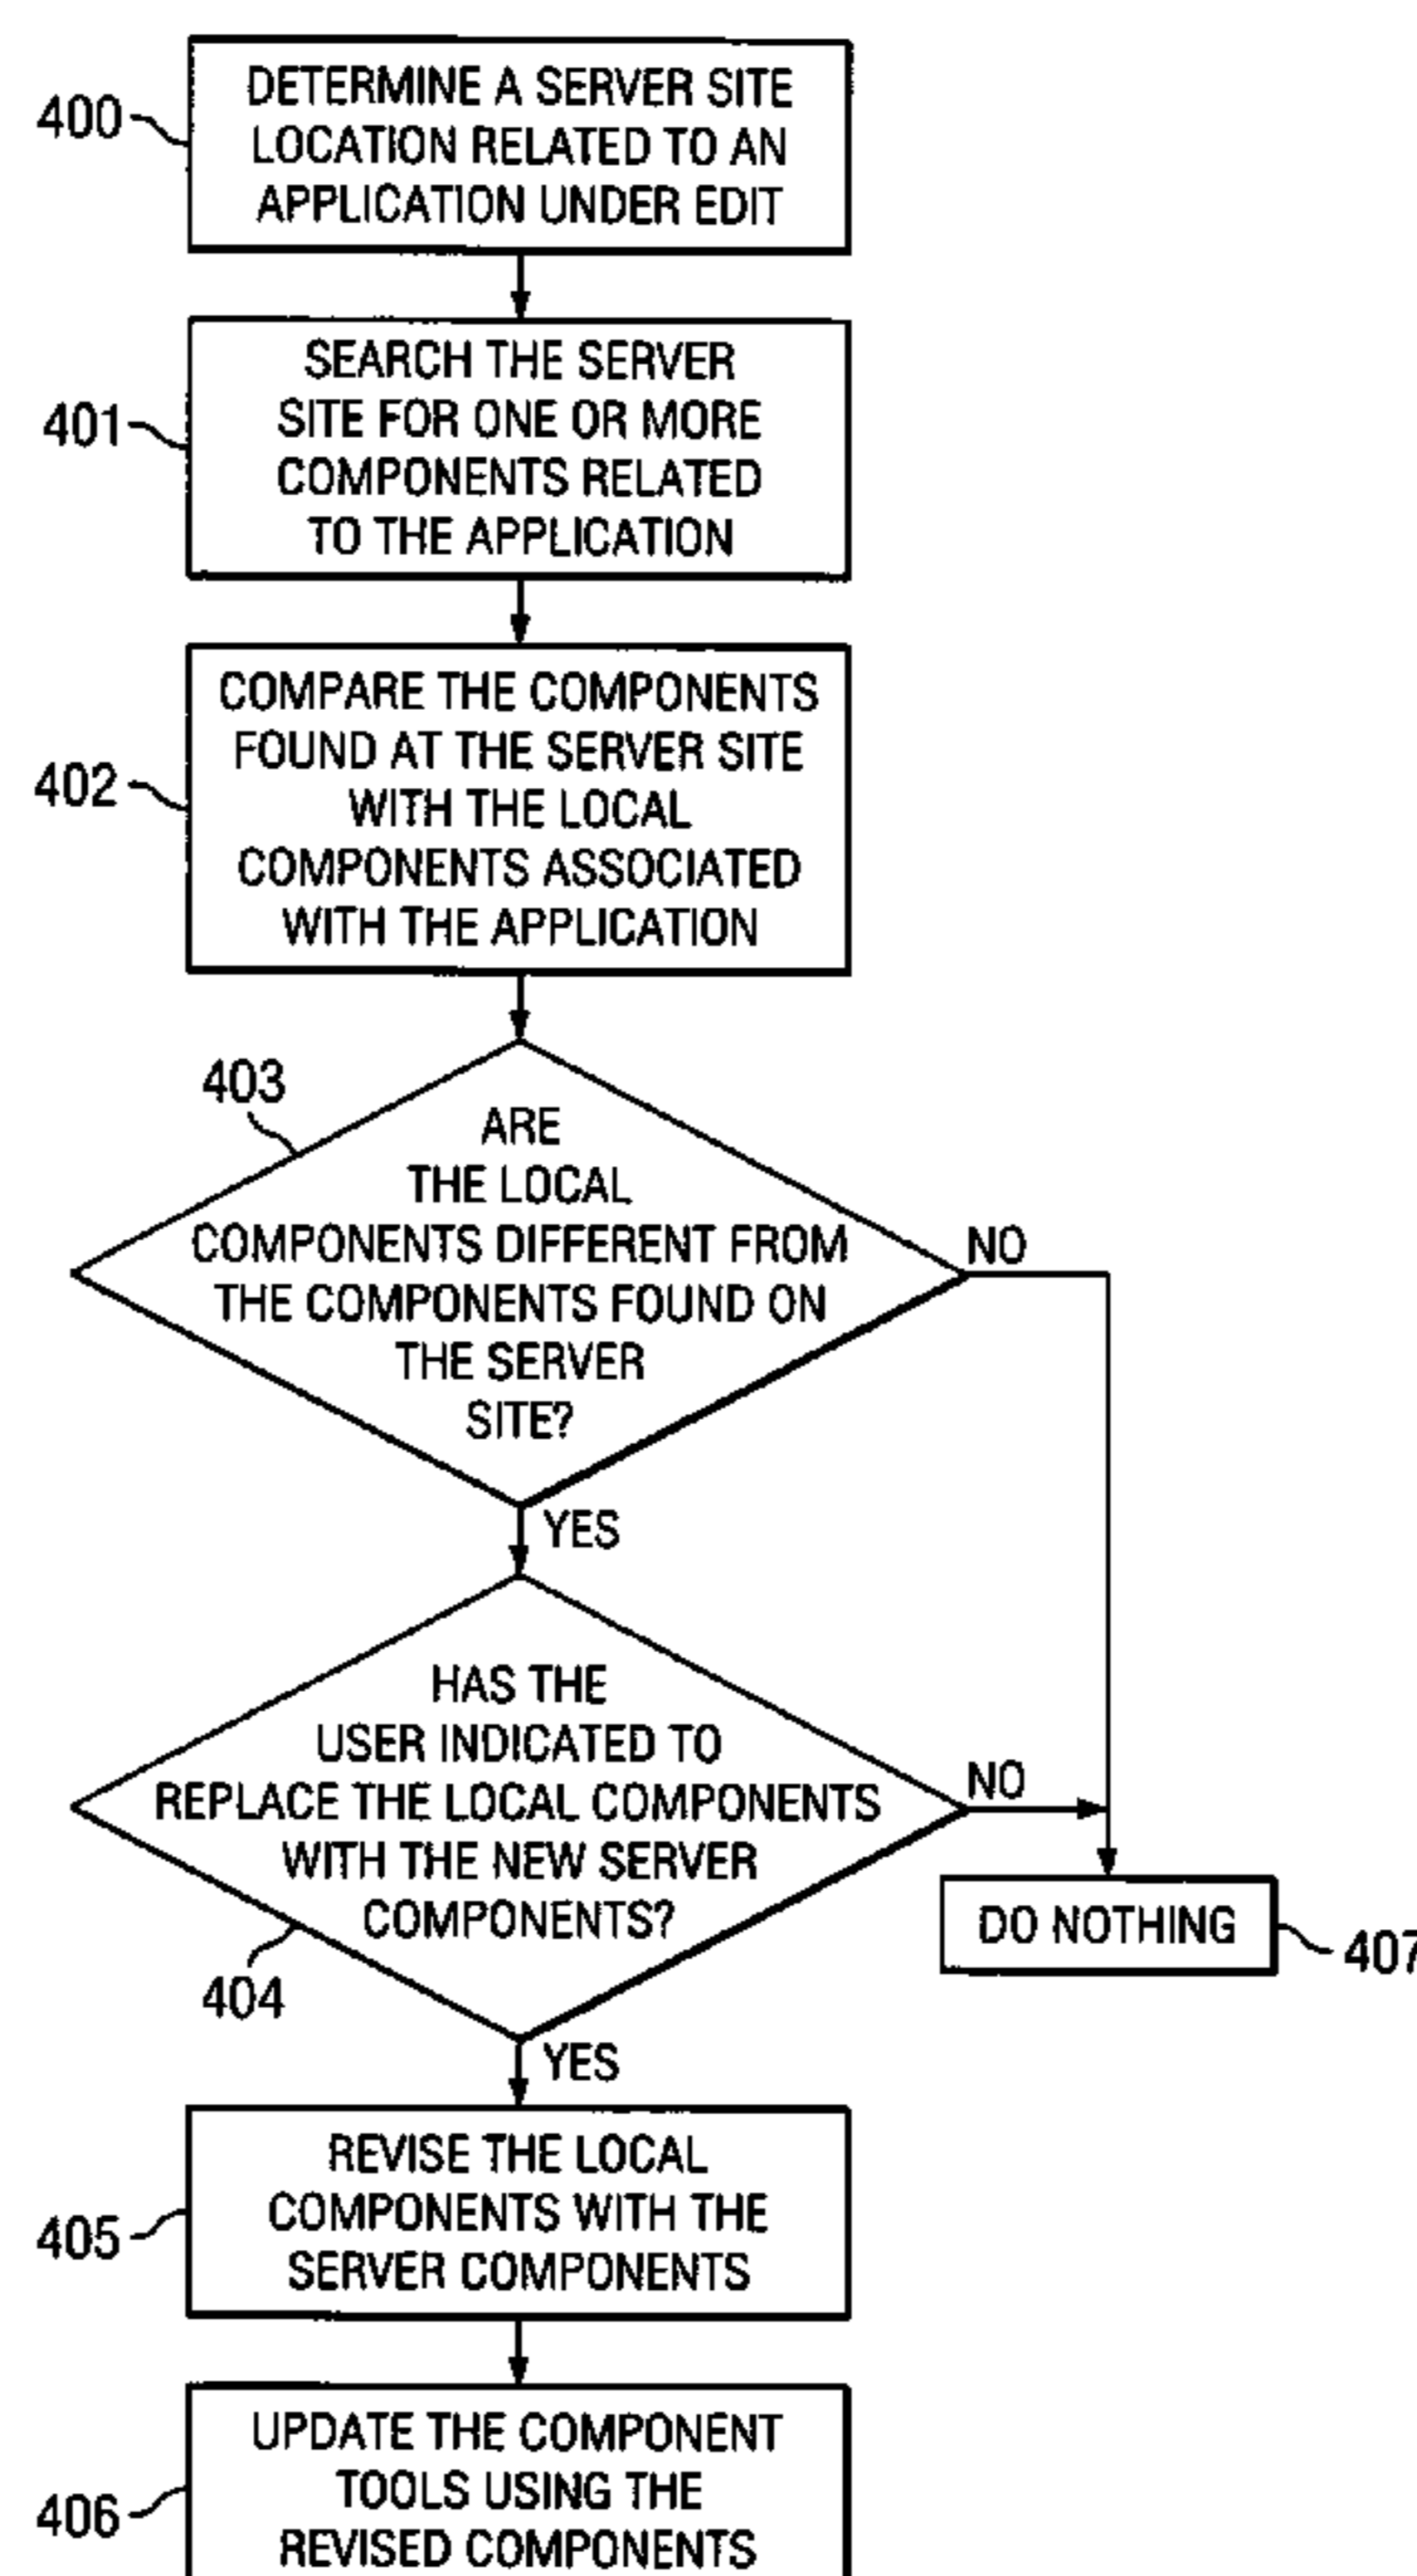 400
DETERMINE A SERVER SITE
LOCATION RELATED TO AN
APPLICATION UNDER EDIT
401
SEARCH THE SERVER
SITE FOR ONE OR MORE
COMPONENTS RELATED
TO THE APPLICATION
402
COMPARE THE COMPONENTS
FOUND AT THE SERVER SITE
WITH THE LOCAL
COMPONENTS ASSOCIATED
WITH THE APPLICATION
403
ARE
THE LOCAL
COMPONENTS DIFFERENT FROM
THE COMPONENTS FOUND ON
THE SERVER
SITE?
NO
YES
HAS THE
USER INDICATED TO
REPLACE THE LOCAL COMPONENTS
WITH THE NEW SERVER
COMPONENTS?
404
NO
DO NOTHING
407
YES
405
REVISE THE LOCAL
COMPONENTS WITH THE
SERVER COMPONENTS
406
UPDATE THE COMPONENT
TOOLS USING THE
REVISED COMPONENTS